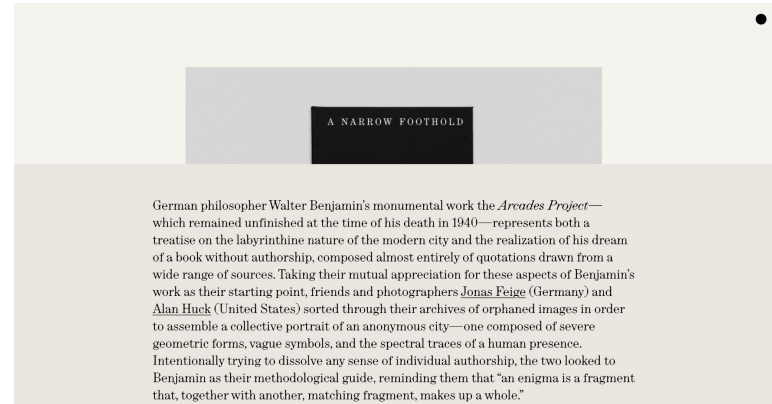 A NARROW FOOTHOLD
German philosopher Walter Benjamin’s monumental work the Arcades Project—
which remained unfinished at the time of his death in 1940—represents both a
treatise on the labyrinthine nature of the modern city and the realization of his dream
of a book without authorship, composed almost entirely of quotations drawn from a
wide range of sources. Taking their mutual appreciation for these aspects of Benjamin’s
work as their starting point, friends and photographers Jonas Feige (Germany) and
Alan Huck (United States) sorted through their archives of orphaned images in order
to assemble a collective portrait of an anonymous city—one composed of severe
geometric forms, vague symbols, and the spectral traces of a human presence.
Intentionally trying to dissolve any sense of individual authorship, the two looked to
Benjamin as their methodological guide, reminding them that “an enigma is a fragment
that, together with another, matching fragment, makes up a whole.”